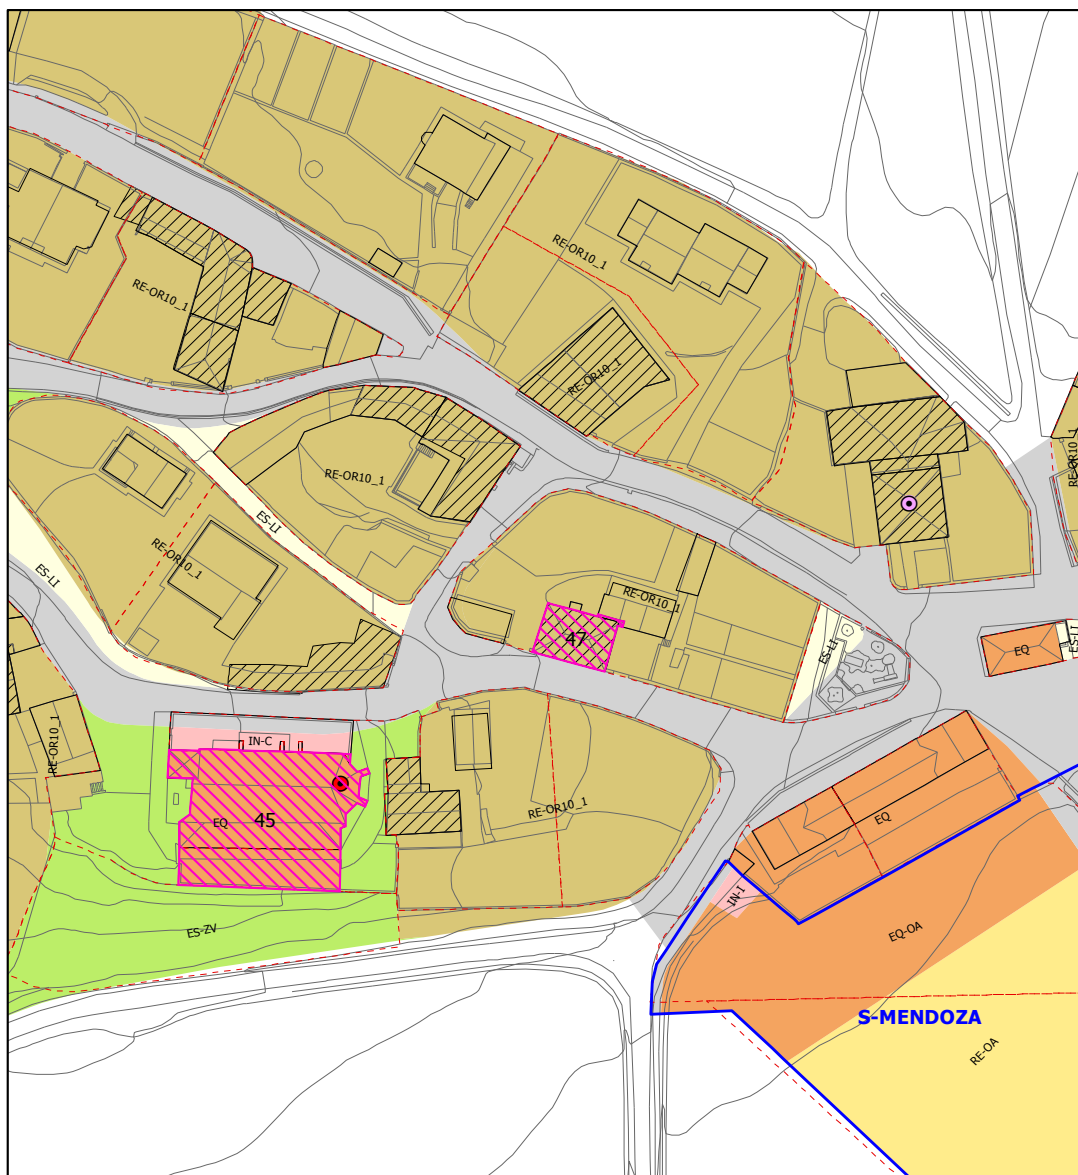 RE-OR10_1
RE-OR10_1
RE-OR10_1
RE-OR10_1
RE-OR10_1
ES-LI
RE-OR10_1
ES-LI
RE-OR10_1
47
ES-LI
EQ
ES-LI
RE-OR10_1
IN-C
EQ
45
RE-OR10_1
EQ
IN-I
ES-ZV
EQ-OA
S-MENDOZA
RE-OA